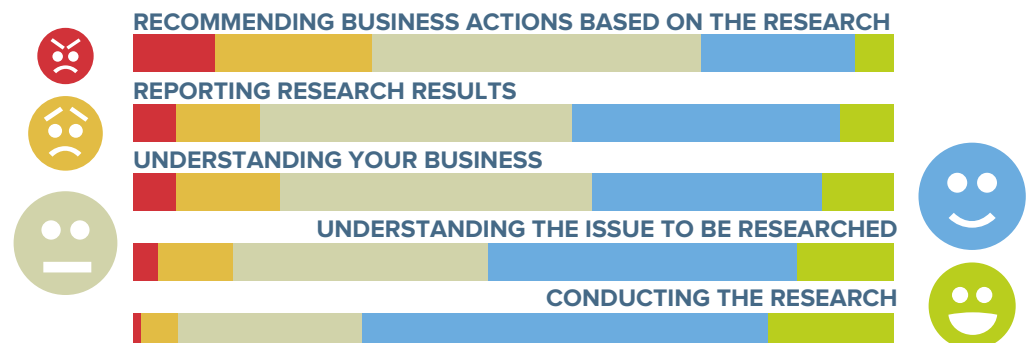 RECOMMENDING BUSINESS ACTIONS BASED ON THE RESEARCH
REPORTING RESEARCH RESULTS
UNDERSTANDING YOUR BUSINESS
UNDERSTANDING THE ISSUE TO BE RESEARCHED
CONDUCTING THE RESEARCH